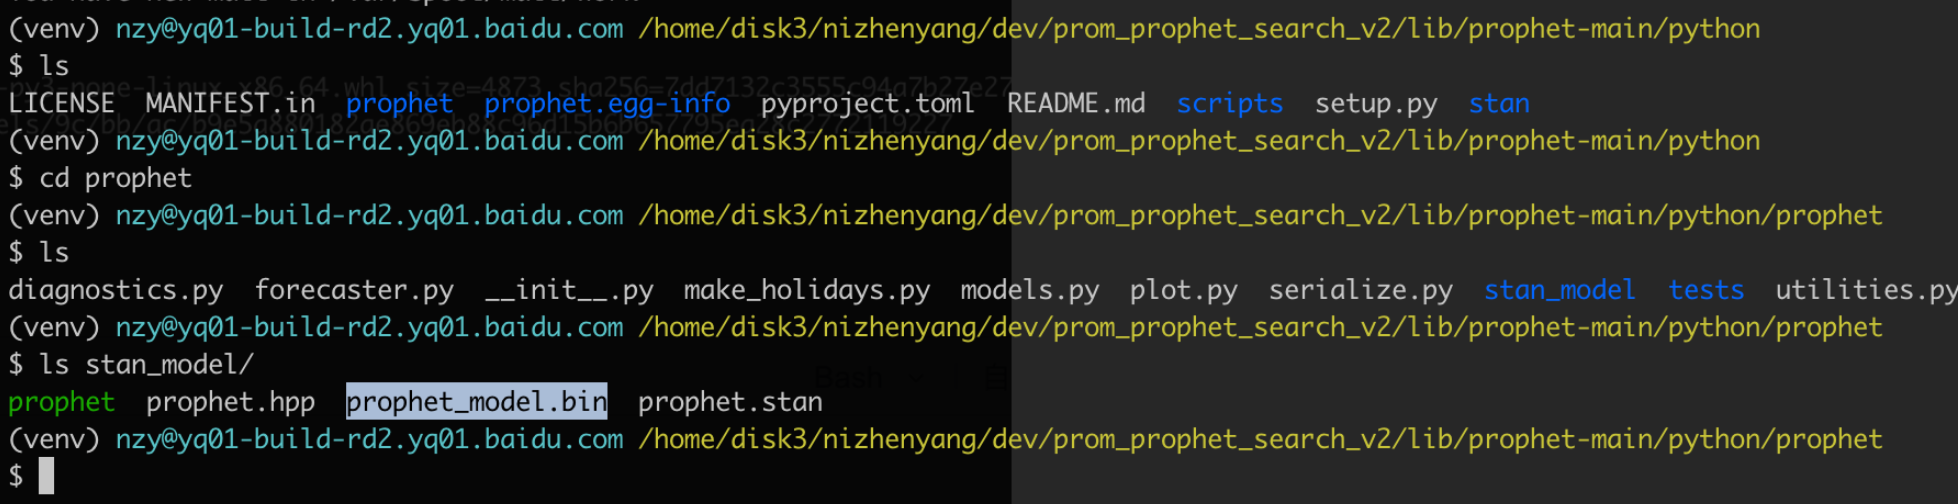 (venv) nzy@yq01-build-rd2.yq01.baidu.com /home/disk3/nizhenyang/dev/prom_prophet_search_v2/lib/prophet-main/python
$ ls
LICENSE  MANIFEST.in  prophet  prophet.egg-info  pyproject.toml  README.md  scripts  setup.py  stan
(venv) nzy@yq01-build-rd2.yq01.baidu.com /home/disk3/nizhenyang/dev/prom_prophet_search_v2/lib/prophet-main/python
$ cd prophet
(venv) nzy@yq01-build-rd2.yq01.baidu.com /home/disk3/nizhenyang/dev/prom_prophet_search_v2/lib/prophet-main/python/prophet
$ ls
diagnostics.py  forecaster.py  __init__.py  make_holidays.py  models.py  plot.py  serialize.py  stan_model  tests  utilities.py
(venv) nzy@yq01-build-rd2.yq01.baidu.com /home/disk3/nizhenyang/dev/prom_prophet_search_v2/lib/prophet-main/python/prophet
$ ls stan_model/
prophet  prophet.hpp  prophet_model.bin  prophet.stan
(venv) nzy@yq01-build-rd2.yq01.baidu.com /home/disk3/nizhenyang/dev/prom_prophet_search_v2/lib/prophet-main/python/prophet
$